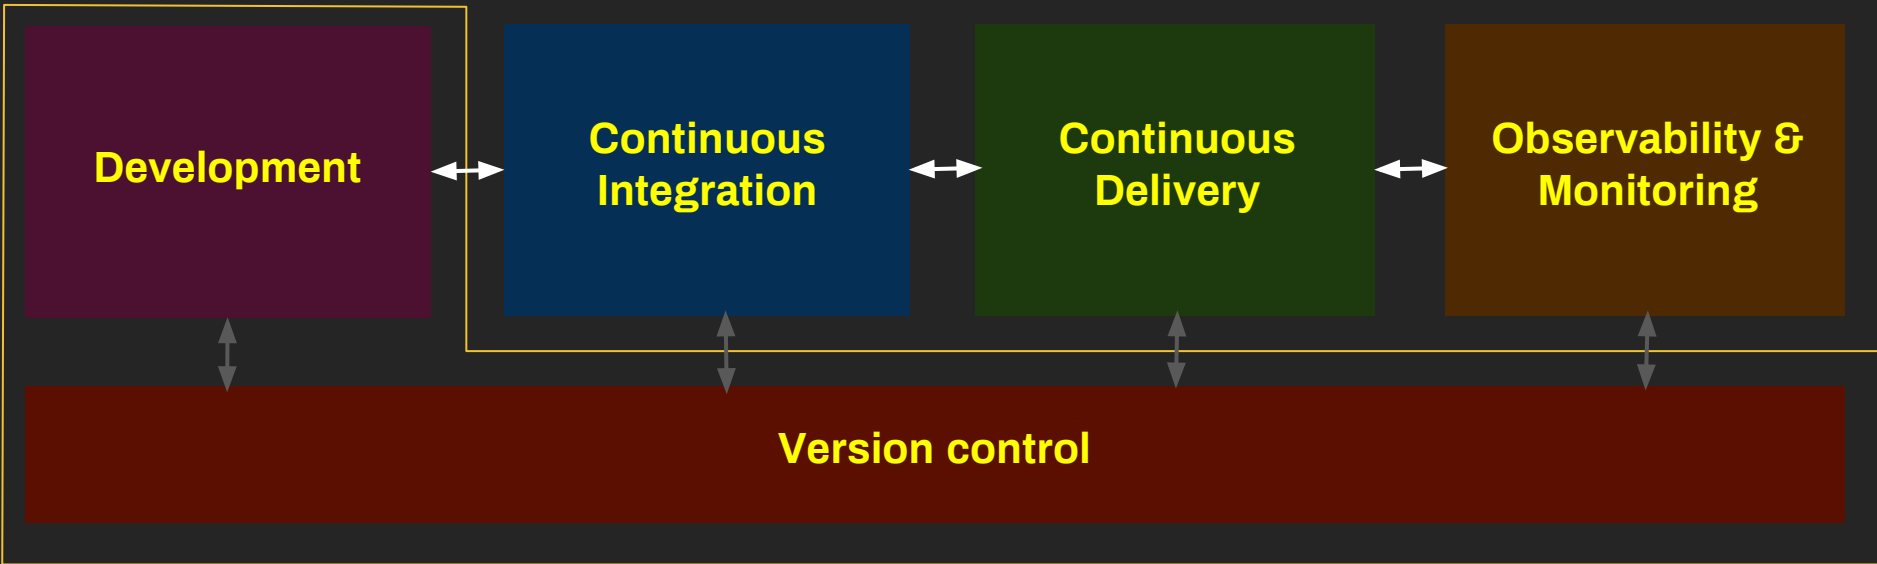 Development
Continuous
Integration
Continuous
Delivery
Observability &
Monitoring
Version control